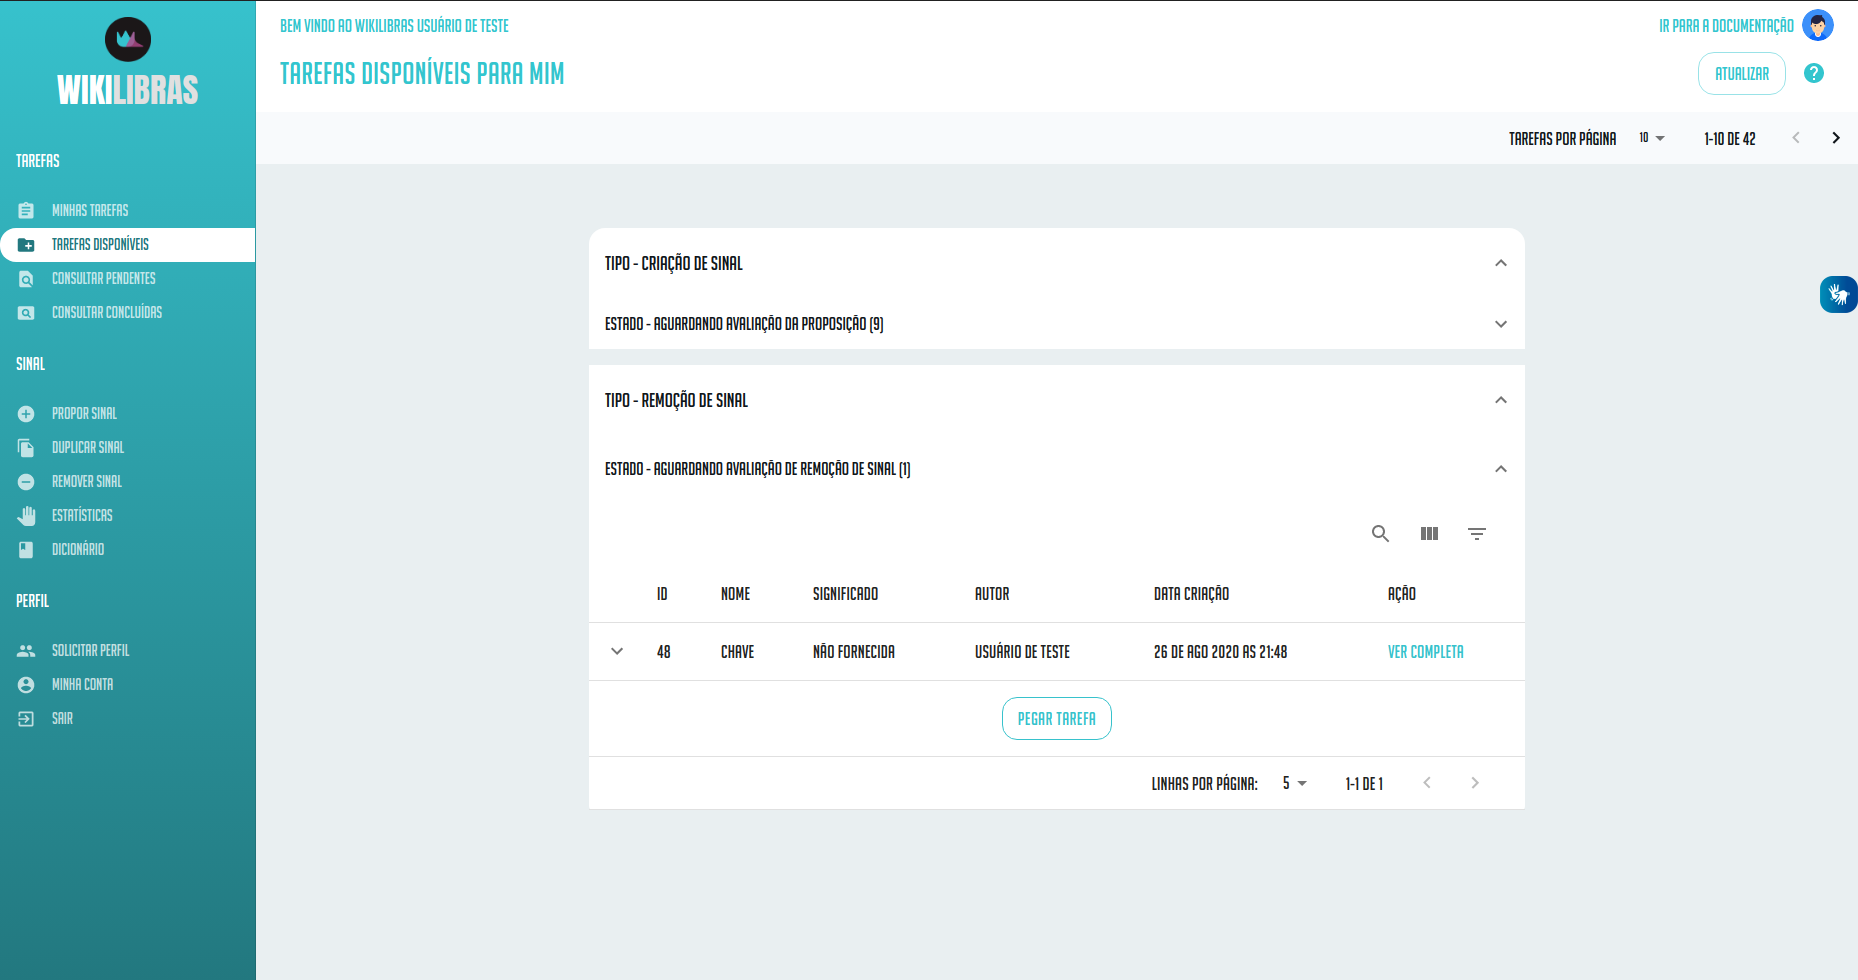 WIKILIBRAS
TAREFAS
MINHAS TAREFAS
TAREFAS DISPONÍVEIS
CONSULTAR PENDENTES
CONSULTAR CONCLUÍDAS
SINAL
PROPOR SINAL
DUPLICAR SINAL
REMOVER SINAL
ESTATÍSTICAS
DICIONÁRIO
PERFIL
SOLICITAR PERFIL
MINHA CONTA
SAIR
BEM VINDO AO WIKILIBRAS USUÁRIO DE TESTE
IR PARA A DOCUMENTAÇÃO
TAREFAS DISPONÍVEIS PARA MIM
ATUALIZAR
?
TAREFAS POR PÁGINA 10 1-10 DE 42
TIPO - CRIAÇÃO DE SINAL
ESTADO - AGUARDANDO AVALIAÇÃO DA PROPOSIÇÃO (9)
TIPO - REMOÇÃO DE SINAL
ESTADO - AGUARDANDO AVALIAÇÃO DE REMOÇÃO DE SINAL (1)
ID NOME SIGNIFICADO AUTOR DATA CRIAÇÃO AÇÃO
48 CHAVE NÃO FORNECIDA USUÁRIO DE TESTE 26 DE AGO 2020 AS 21:48 VER COMPLETA
PEGAR TAREFA
LINHAS POR PÁGINA: 5 1-1 DE 1